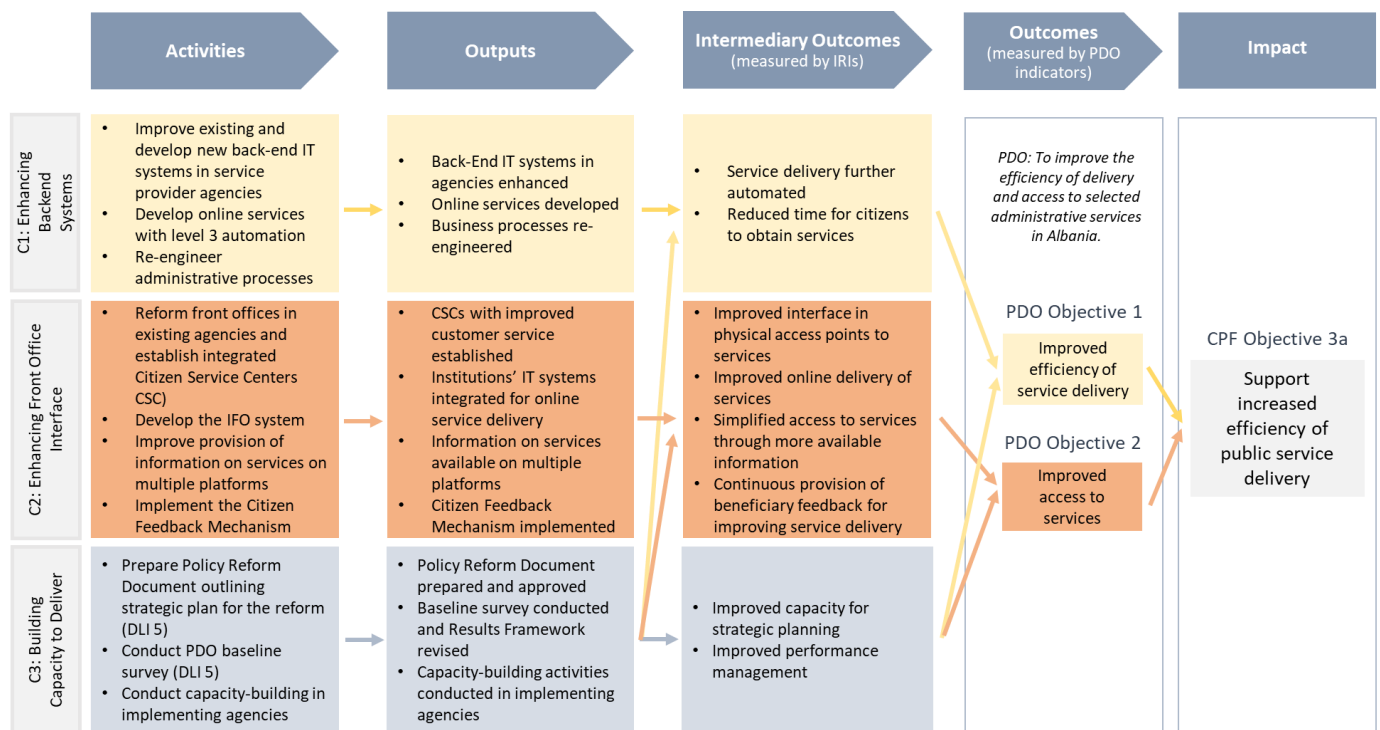 Activities
Outputs
Intermediary Outcomes
(measured by IRIs)
Outcomes
(measured by PDO
indicators)
Impact
C1: Enhancing
Backend
Systems
• Improve existing and
develop new back-end IT
systems in service
provider agencies
• Develop online services
with level 3 automation
• Re-engineer
administrative processes
• Back-End IT systems in
agencies enhanced
• Online services developed
• Business processes re-
engineered
• Service delivery further
automated
• Reduced time for citizens
to obtain services
PDO: To improve the
efficiency of delivery
and access to selected
administrative services
in Albania.
C2: Enhancing Front Office
Interface
• Reform front offices in
existing agencies and
establish integrated
Citizen Service Centers
CSC)
• Develop the IFO system
• Improve provision of
information on services on
multiple platforms
• Implement the Citizen
Feedback Mechanism
• CSCs with improved
customer service
established
• Institutions’ IT systems
integrated for online
service delivery
• Information on services
available on multiple
platforms
• Citizen Feedback
Mechanism implemented
• Improved interface in
physical access points to
services
• Improved online delivery of
services
• Simplified access to services
through more available
information
• Continuous provision of
beneficiary feedback for
improving service delivery
PDO Objective 1
Improved
efficiency of
service delivery
PDO Objective 2
Improved
access to
services
CPF Objective 3a
Support
increased
efficiency of
public service
delivery
C3: Building
Capacity to Deliver
• Prepare Policy Reform
Document outlining
strategic plan for the reform
(DLI 5)
• Conduct PDO baseline
survey (DLI 5)
• Conduct capacity-building in
implementing agencies
• Policy Reform Document
prepared and approved
• Baseline survey conducted
and Results Framework
revised
• Capacity-building activities
conducted in implementing
agencies
• Improved capacity for
strategic planning
• Improved performance
management